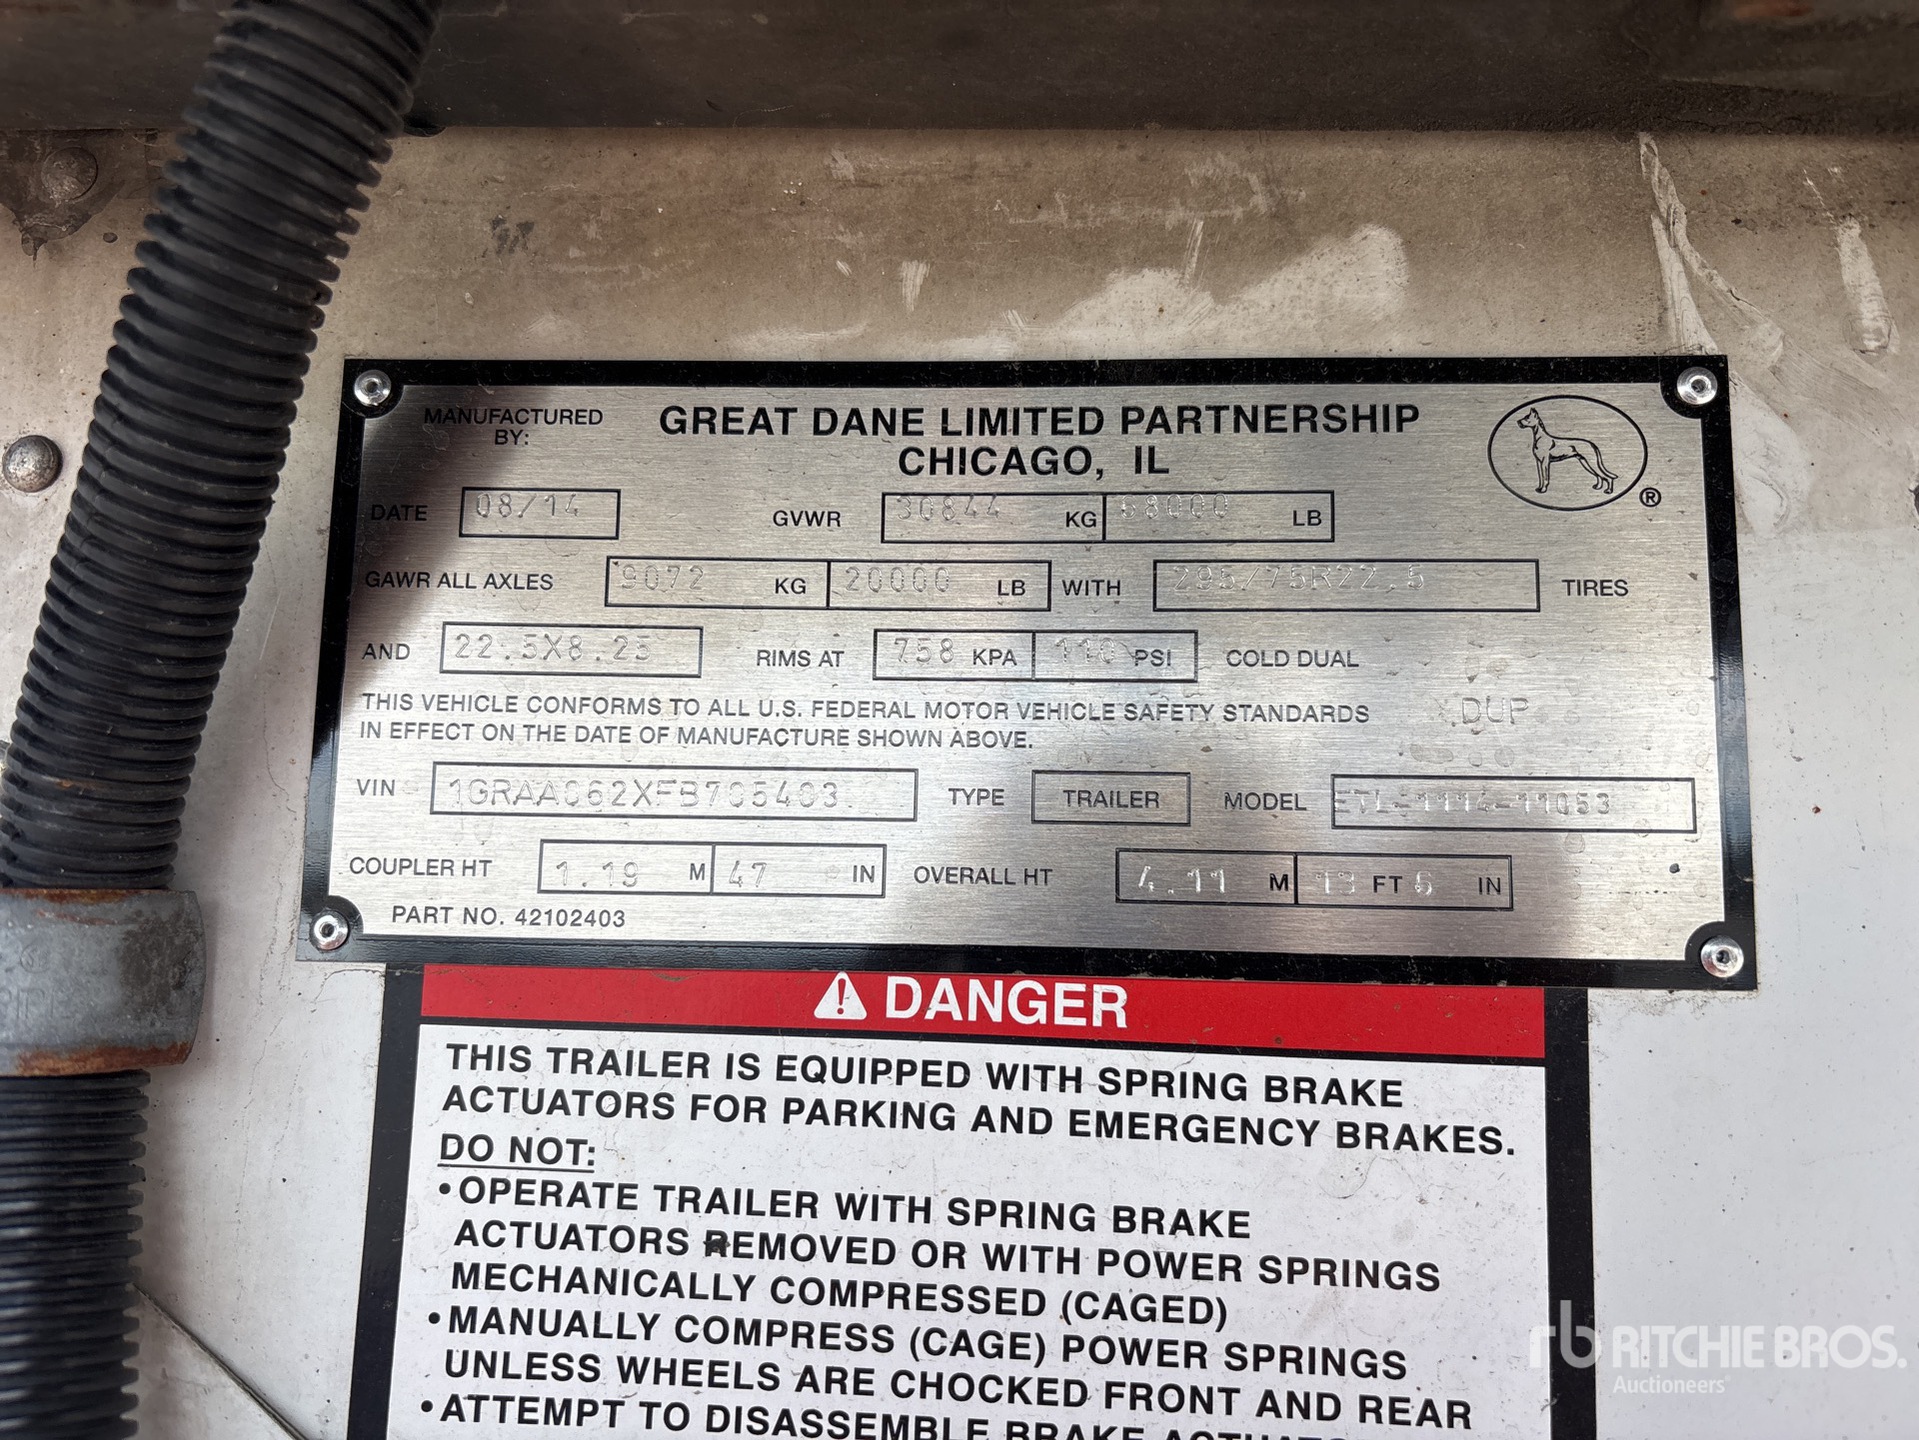 MANUFACTURED BY:
GREAT DANE LIMITED PARTNERSHIP
CHICAGO, IL
®
DATE 08/14 GVWR 30844 KG 68000 LB
GAWR ALL AXLES 9072 KG 20000 LB WITH 295/75R22.5 TIRES
AND 22.5X8.25 RIMS AT 758 KPA 110 PSI COLD DUAL
THIS VEHICLE CONFORMS TO ALL U.S. FEDERAL MOTOR VEHICLE SAFETY STANDARDS DUP
IN EFFECT ON THE DATE OF MANUFACTURE SHOWN ABOVE.
VIN 1GRAA062XFB705403 TYPE TRAILER MODEL ETL-1114-11053
COUPLER HT 1.19 M 47 IN OVERALL HT 4.11 M 13 FT 6 IN
PART NO. 42102403
DANGER
THIS TRAILER IS EQUIPPED WITH SPRING BRAKE
ACTUATORS FOR PARKING AND EMERGENCY BRAKES.
DO NOT:
•OPERATE TRAILER WITH SPRING BRAKE
ACTUATORS REMOVED OR WITH POWER SPRINGS
MECHANICALLY COMPRESSED (CAGED)
•MANUALLY COMPRESS (CAGE) POWER SPRINGS
UNLESS WHEELS ARE CHOCKED FRONT AND REAR
•ATTEMPT TO DISASSEMBLE BRAKE
rb RITCHIE BROS.
Auctioneers